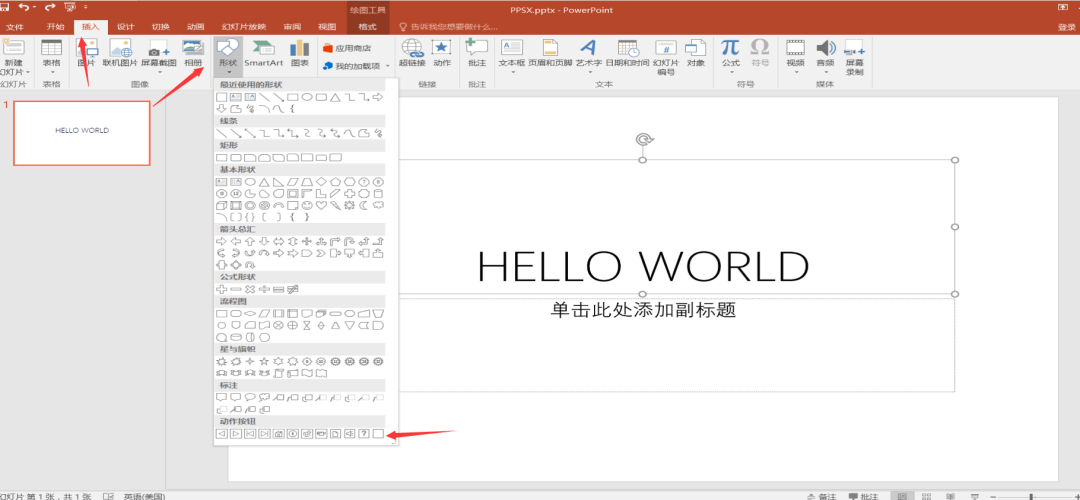 PPSX.pptx - PowerPoint
绘图工具
文件 开始 插入 设计 切换 动画 幻灯片放映 审阅 视图 格式 告诉我您想要做什么... 登录
新建
幻灯片
表格
图片
联机图片
屏幕截图
相册
形状
SmartArt
图表
应用商店
我的加载项
超链接
动作
批注
文本框
页眉和页脚
艺术字
日期和时间
幻灯片
编号
对象
公式
符号
视频
音频
屏幕
录制
幻灯片 表格 图像 链接 批注 文本 符号 媒体
最近使用的形状
线条
矩形
基本形状
箭头总汇
公式形状
流程图
星与旗帜
标注
动作按钮
1
HELLO WORLD
HELLO WORLD
单击此处添加副标题
幻灯片 第 1 张，共 1 张 英语(美国) 备注 批注